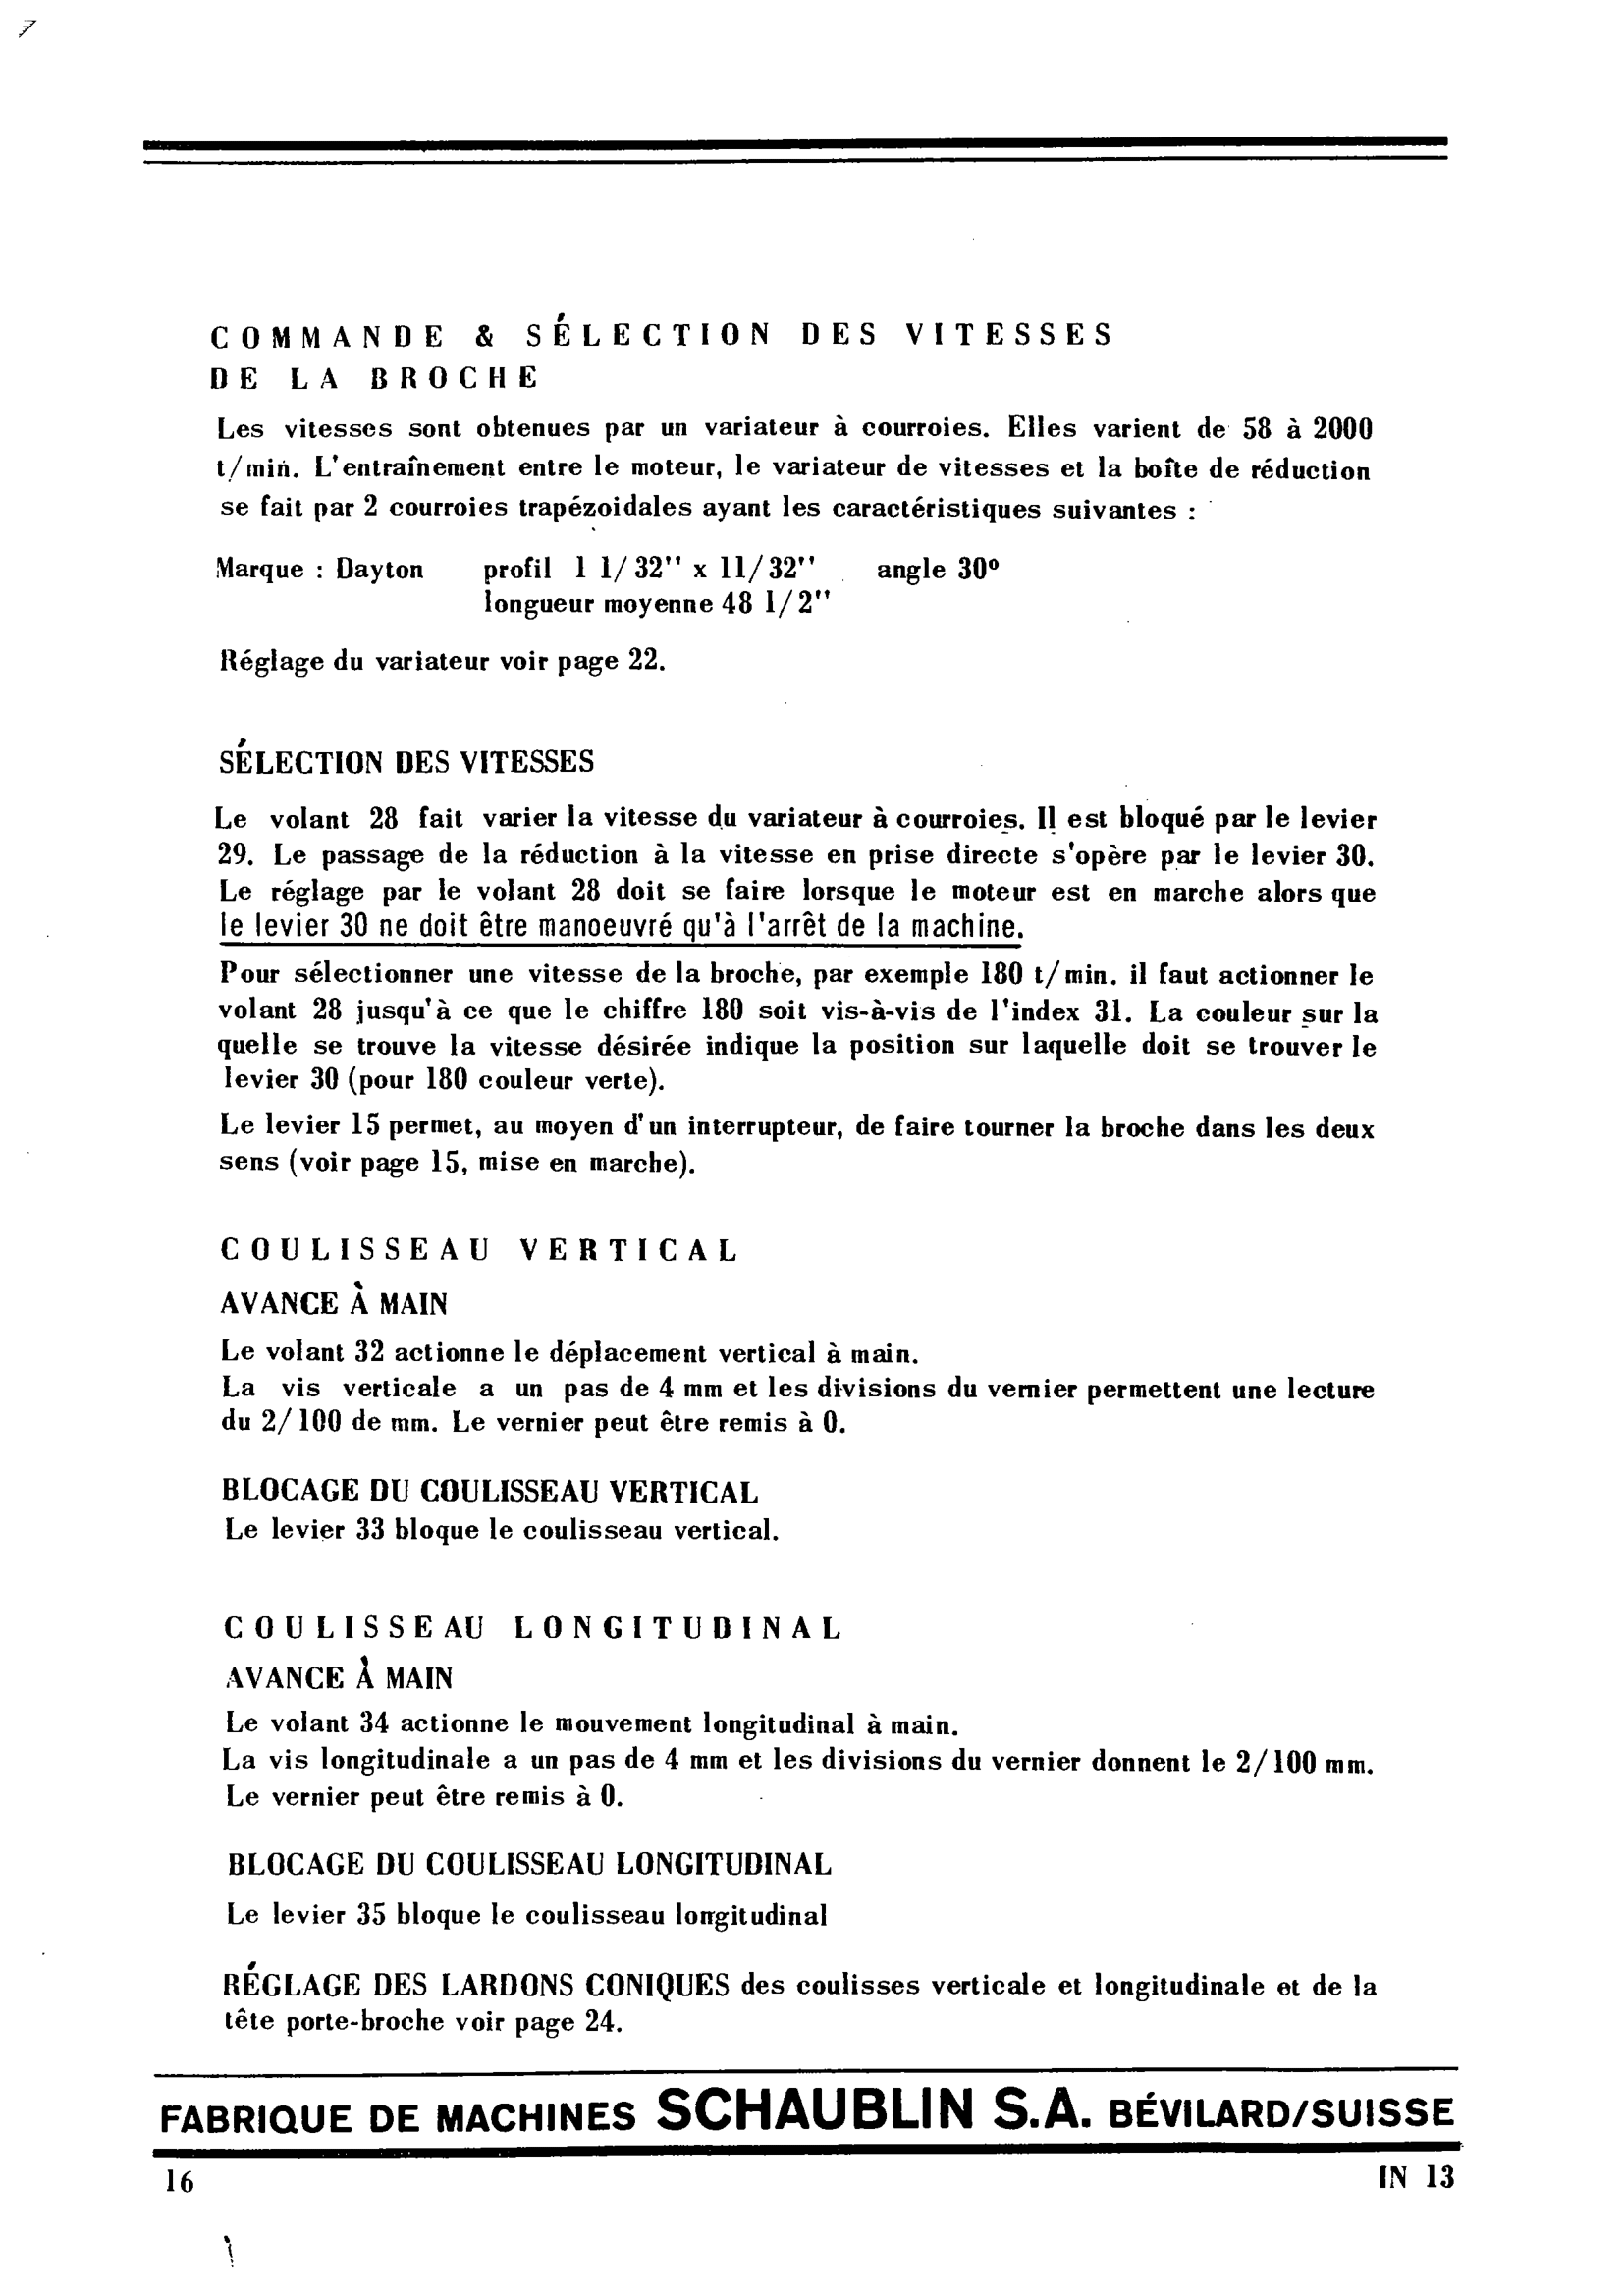 COMMANDE & SÉLECTION DES VITESSES
DE LA BROCHE
Les vitesses sont obtenues par un variateur à courroies. Elles varient de 58 à 2000
t/min. L'entraînement entre le moteur, le variateur de vitesses et la boîte de réduction
se fait par 2 courroies trapézoidales ayant les caractéristiques suivantes :
Marque : Dayton profil 1 1/32'' x 11/32'' angle 30º
longueur moyenne 48 1/2''
Réglage du variateur voir page 22.
SÉLECTION DES VITESSES
Le volant 28 fait varier la vitesse du variateur à courroies. Il est bloqué par le levier
29. Le passage de la réduction à la vitesse en prise directe s'opère par le levier 30.
Le réglage par le volant 28 doit se faire lorsque le moteur est en marche alors que
le levier 30 ne doit être manoeuvré qu'à l'arrêt de la machine.
Pour sélectionner une vitesse de la broche, par exemple 180 t/min. il faut actionner le
volant 28 jusqu'à ce que le chiffre 180 soit vis-à-vis de l'index 31. La couleur sur la
quelle se trouve la vitesse désirée indique la position sur laquelle doit se trouver le
levier 30 (pour 180 couleur verte).
Le levier 15 permet, au moyen d'un interrupteur, de faire tourner la broche dans les deux
sens (voir page 15, mise en marche).
COULISSEAU VERTICAL
AVANCE À MAIN
Le volant 32 actionne le déplacement vertical à main.
La vis verticale a un pas de 4 mm et les divisions du vernier permettent une lecture
du 2/100 de mm. Le vernier peut être remis à 0.
BLOCAGE DU COULISSEAU VERTICAL
Le levier 33 bloque le coulisseau vertical.
COULISSEAU LONGITUDINAL
AVANCE À MAIN
Le volant 34 actionne le mouvement longitudinal à main.
La vis longitudinale a un pas de 4 mm et les divisions du vernier donnent le 2/100 mm.
Le vernier peut être remis à 0.
BLOCAGE DU COULISSEAU LONGITUDINAL
Le levier 35 bloque le coulisseau longitudinal
RÉGLAGE DES LARDONS CONIQUES des coulisses verticale et longitudinale et de la
tête porte-broche voir page 24.
FABRIQUE DE MACHINES SCHAUBLIN S.A. BÉVILARD/SUISSE
16 IN 13